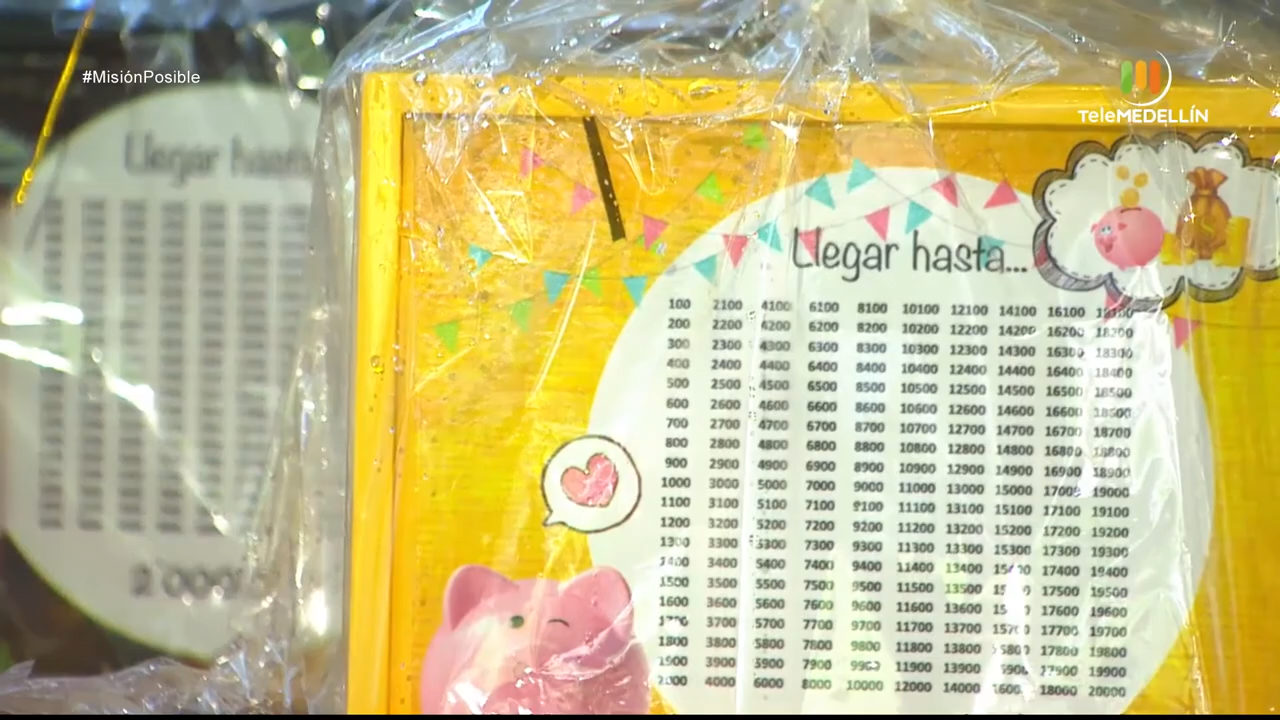 #MisiónPosible
TeleMEDELLÍN
Llegar hasta
Llegar hasta...
100 2100 4100 6100 8100 10100 12100 14100 16100 18100
200 2200 4200 6200 8200 10200 12200 14200 16200 18200
300 2300 4300 6300 8300 10300 12300 14300 16300 18300
400 2400 4400 6400 8400 10400 12400 14400 16400 18400
500 2500 4500 6500 8500 10500 12500 14500 16500 18500
600 2600 4600 6600 8600 10600 12600 14600 16600 18600
700 2700 4700 6700 8700 10700 12700 14700 16700 18700
800 2800 4800 6800 8800 10800 12800 14800 16800 18800
900 2900 4900 6900 8900 10900 12900 14900 16900 18900
1000 3000 5000 7000 9000 11000 13000 15000 17000 19000
1100 3100 5100 7100 9100 11100 13100 15100 17100 19100
1200 3200 5200 7200 9200 11200 13200 15200 17200 19200
1300 3300 5300 7300 9300 11300 13300 15300 17300 19300
1400 3400 5400 7400 9400 11400 13400 15400 17400 19400
1500 3500 5500 7500 9500 11500 13500 17500 19500
1600 3600 5600 7600 9600 11600 13600 17600 19600
1700 3700 5700 7700 9700 11700 13700 15700 17700 19700
1800 3800 5800 7800 9800 11800 13800 15800 17800 19800
1900 3900 5900 7900 9900 11900 13900 5900 17900 19900
2000 4000 6000 8000 10000 12000 14000 1600 18000 20000